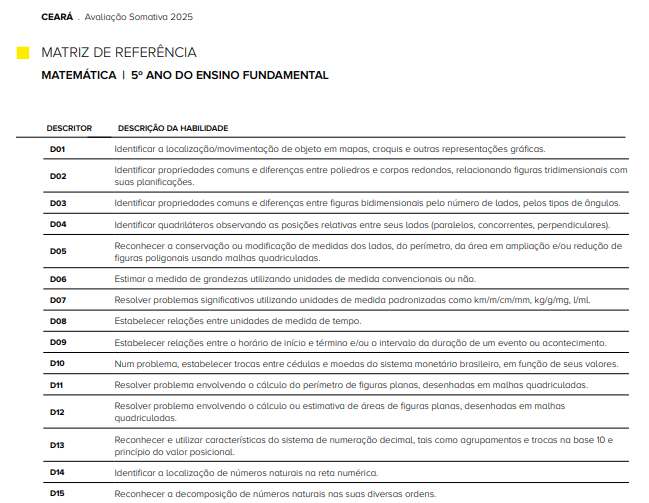 CEARÁ . Avaliação Somativa 2025
MATRIZ DE REFERÊNCIA
MATEMÁTICA | 5º ANO DO ENSINO FUNDAMENTAL
DESCRITOR DESCRIÇÃO DA HABILIDADE
D01 Identificar a localização/movimentação de objeto em mapas, croquis e outras representações gráficas.
D02 Identificar propriedades comuns e diferenças entre poliedros e corpos redondos, relacionando figuras tridimensionais com
suas planificações.
D03 Identificar propriedades comuns e diferenças entre figuras bidimensionais pelo número de lados, pelos tipos de ângulos.
D04 Identificar quadriláteros observando as posições relativas entre seus lados (paralelos, concorrentes, perpendiculares).
D05 Reconhecer a conservação ou modificação de medidas dos lados, do perímetro, da área em ampliação e/ou redução de
figuras poligonais usando malhas quadriculadas.
D06 Estimar a medida de grandezas utilizando unidades de medida convencionais ou não.
D07 Resolver problemas significativos utilizando unidades de medida padronizadas como km/m/cm/mm, kg/g/mg, l/ml.
D08 Estabelecer relações entre unidades de medida de tempo.
D09 Estabelecer relações entre o horário de início e término e/ou o intervalo da duração de um evento ou acontecimento.
D10 Num problema, estabelecer trocas entre cédulas e moedas do sistema monetário brasileiro, em função de seus valores.
D11 Resolver problema envolvendo o cálculo do perímetro de figuras planas, desenhadas em malhas quadriculadas.
D12 Resolver problema envolvendo o cálculo ou estimativa de áreas de figuras planas, desenhadas em malhas
quadriculadas.
D13 Reconhecer e utilizar características do sistema de numeração decimal, tais como agrupamentos e trocas na base 10 e
princípio do valor posicional.
D14 Identificar a localização de números naturais na reta numérica.
D15 Reconhecer a decomposição de números naturais nas suas diversas ordens.